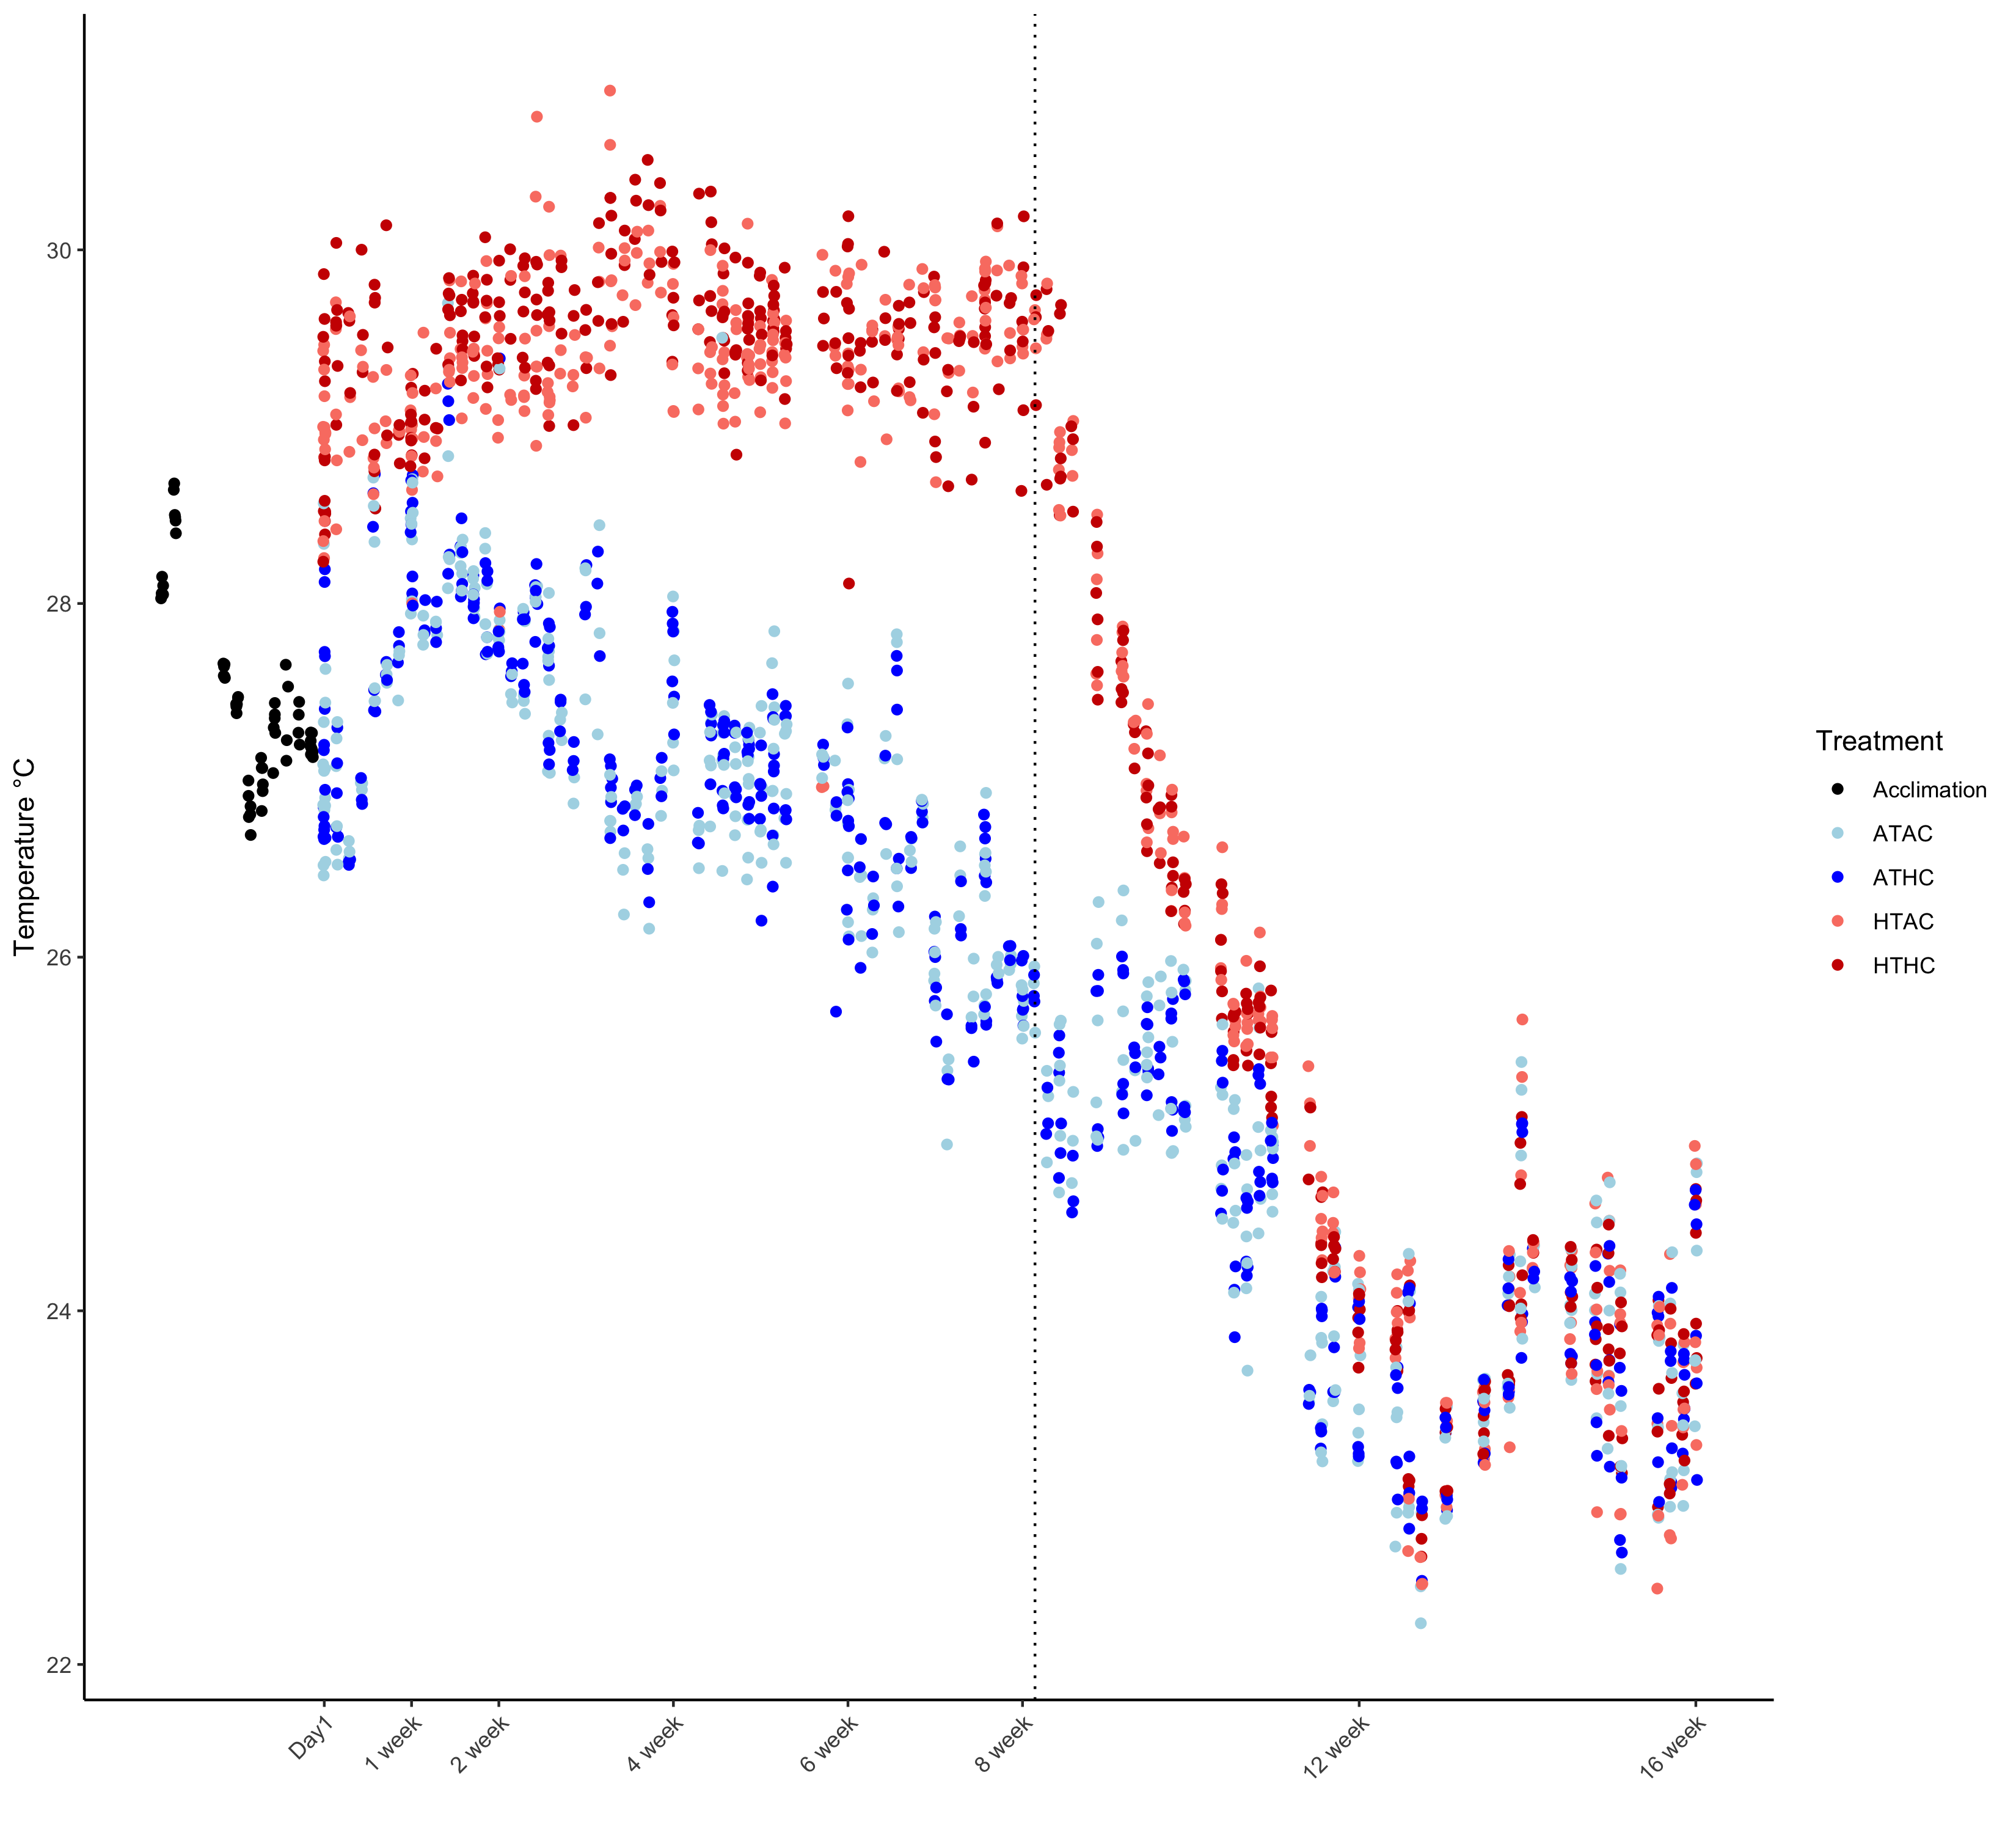 Temperature °C
30
28
26
24
22
Day1
1 week
2 week
4 week
6 week
8 week
12 week
16 week
Treatment
Acclimation
ATAC
ATHC
HTAC
HTHC